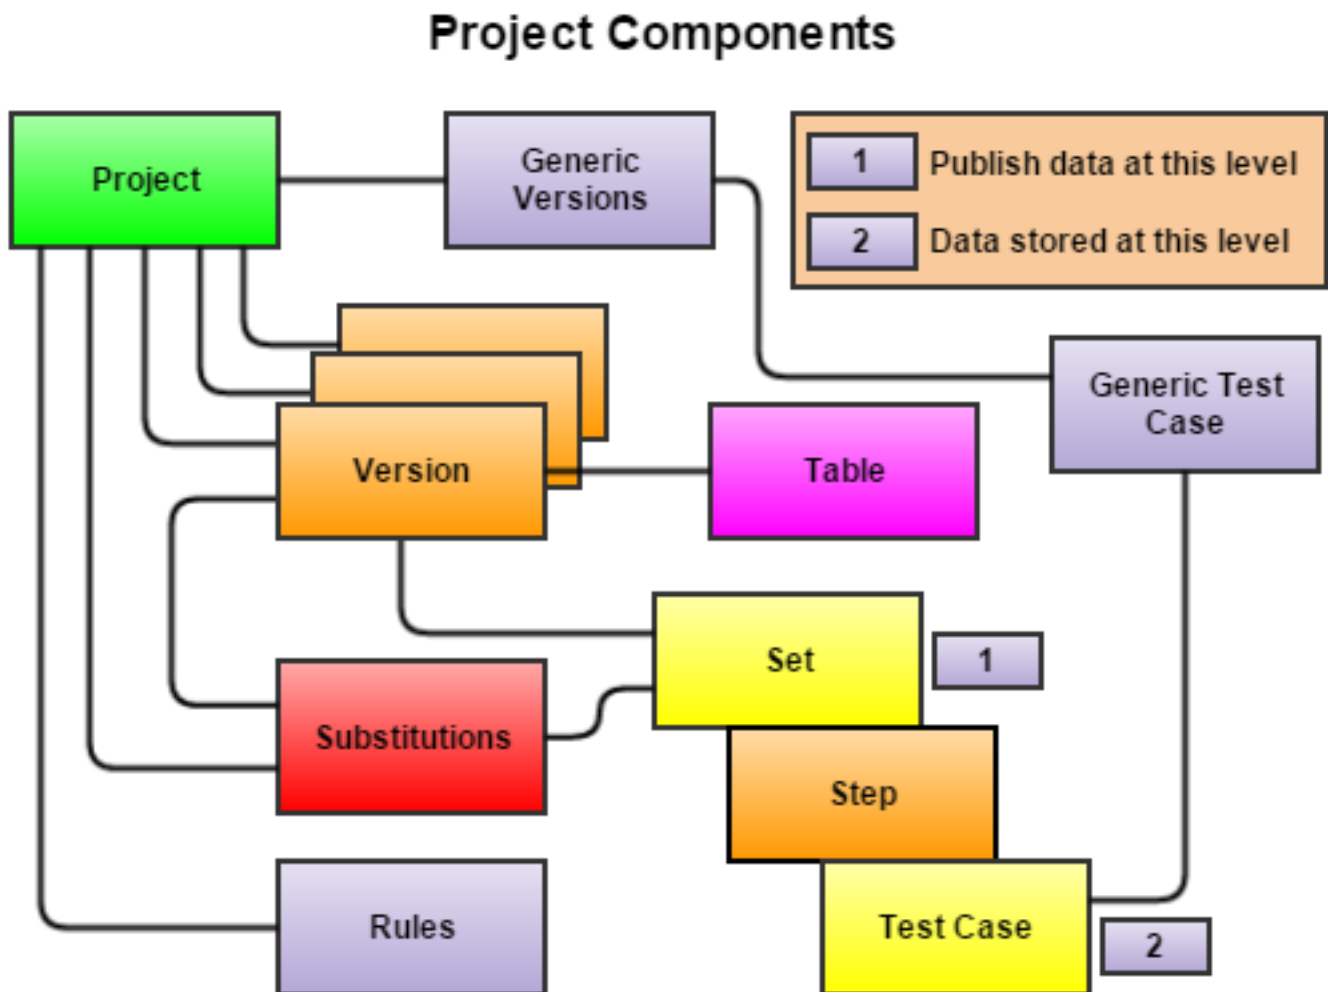 Project Components
Project
Generic
Versions
1
Publish data at this level
2
Data stored at this level
Generic Test
Case
Version
Table
Set
1
Substitutions
Step
Rules
Test Case
2